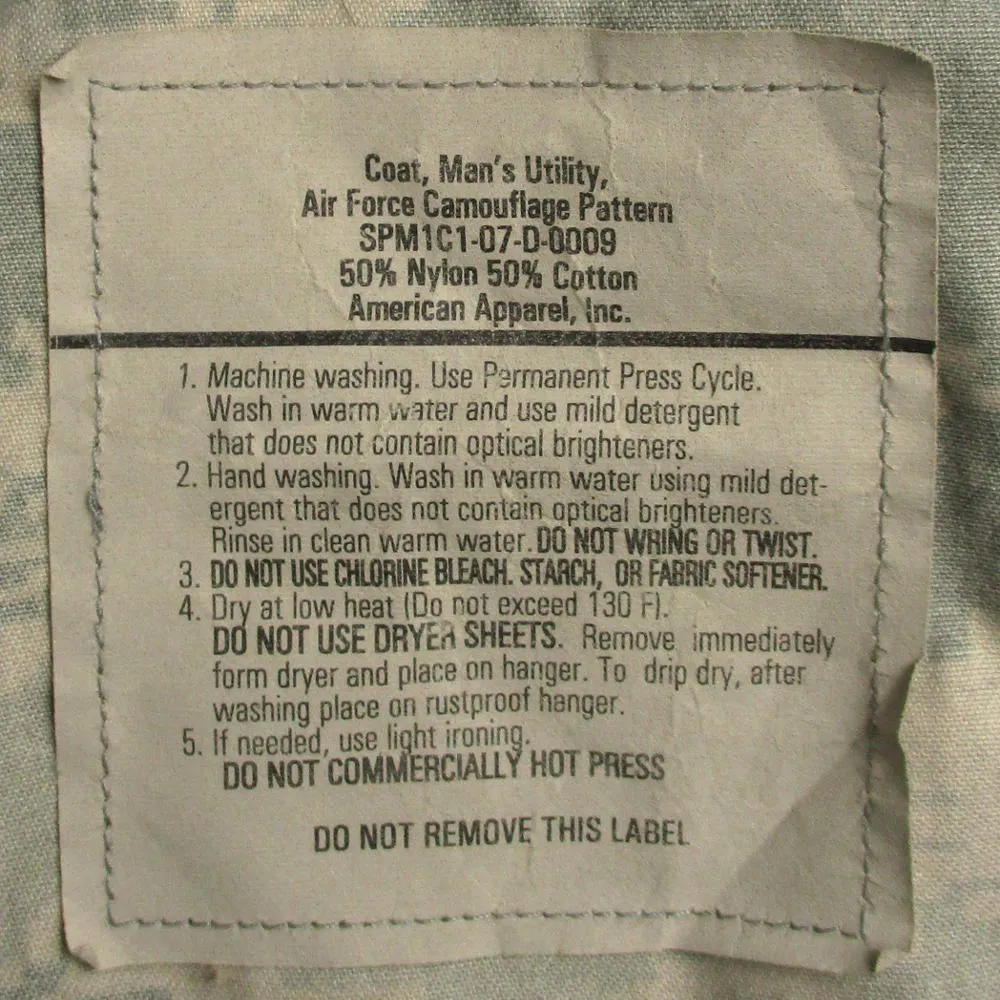 Coat, Man's Utility,
Air Force Camouflage Pattern
SPM1C1-07-D-0009
50% Nylon 50% Cotton
American Apparel, Inc.
1. Machine washing. Use Permanent Press Cycle.
Wash in warm water and use mild detergent
that does not contain optical brighteners.
2. Hand washing. Wash in warm water using mild det-
ergent that does not contain optical brighteners.
Rinse in clean warm water. DO NOT WRING OR TWIST.
3. DO NOT USE CHLORINE BLEACH. STARCH, OR FABRIC SOFTENER.
4. Dry at low heat (Do not exceed 130 F).
DO NOT USE DRYER SHEETS. Remove immediately
form dryer and place on hanger. To drip dry, after
washing place on rustproof hanger.
5. If needed, use light ironing.
DO NOT COMMERCIALLY HOT PRESS
DO NOT REMOVE THIS LABEL